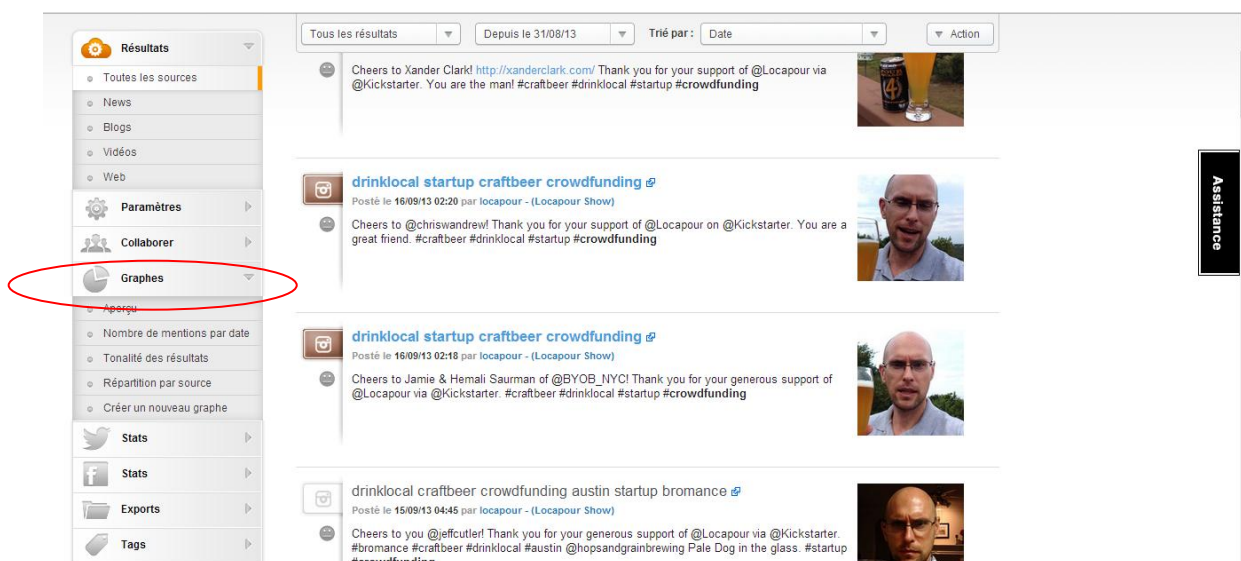 Tous les résultats
Depuis le 31/08/13
Trié par :
Date
Action
Résultats
Toutes les sources
News
Blogs
Vidéos
Web
Paramètres
Collaborer
Graphes
Aperçu
Nombre de mentions par date
Tonalité des résultats
Répartition par source
Créer un nouveau graphe
Stats
Stats
Exports
Tags
Cheers to Xander Clark! http://xanderclark.com/ Thank you for your support of @Locapour via
@Kickstarter. You are the man! #craftbeer #drinklocal #startup #crowdfunding
drinklocal startup craftbeer crowdfunding
Posté le 16/09/13 02:20 par locapour - (Locapour Show)
Cheers to @chriswandrew! Thank you for your support of @Locapour on @Kickstarter. You are a
great friend. #craftbeer #drinklocal #startup #crowdfunding
drinklocal startup craftbeer crowdfunding
Posté le 16/09/13 02:18 par locapour - (Locapour Show)
Cheers to Jamie & Hemali Saurman of @BYOB_NYC! Thank you for your generous support of
@Locapour via @Kickstarter. #craftbeer #drinklocal #startup #crowdfunding
drinklocal craftbeer crowdfunding austin startup bromance
Posté le 15/09/13 04:45 par locapour - (Locapour Show)
Cheers to you @jeffcutler! Thank you for your generous support of @Locapour via @Kickstarter.
#bromance #craftbeer #drinklocal #austin @hopsandgrainbrewing Pale Dog in the glass. #startup
#crowdfunding
Assistance